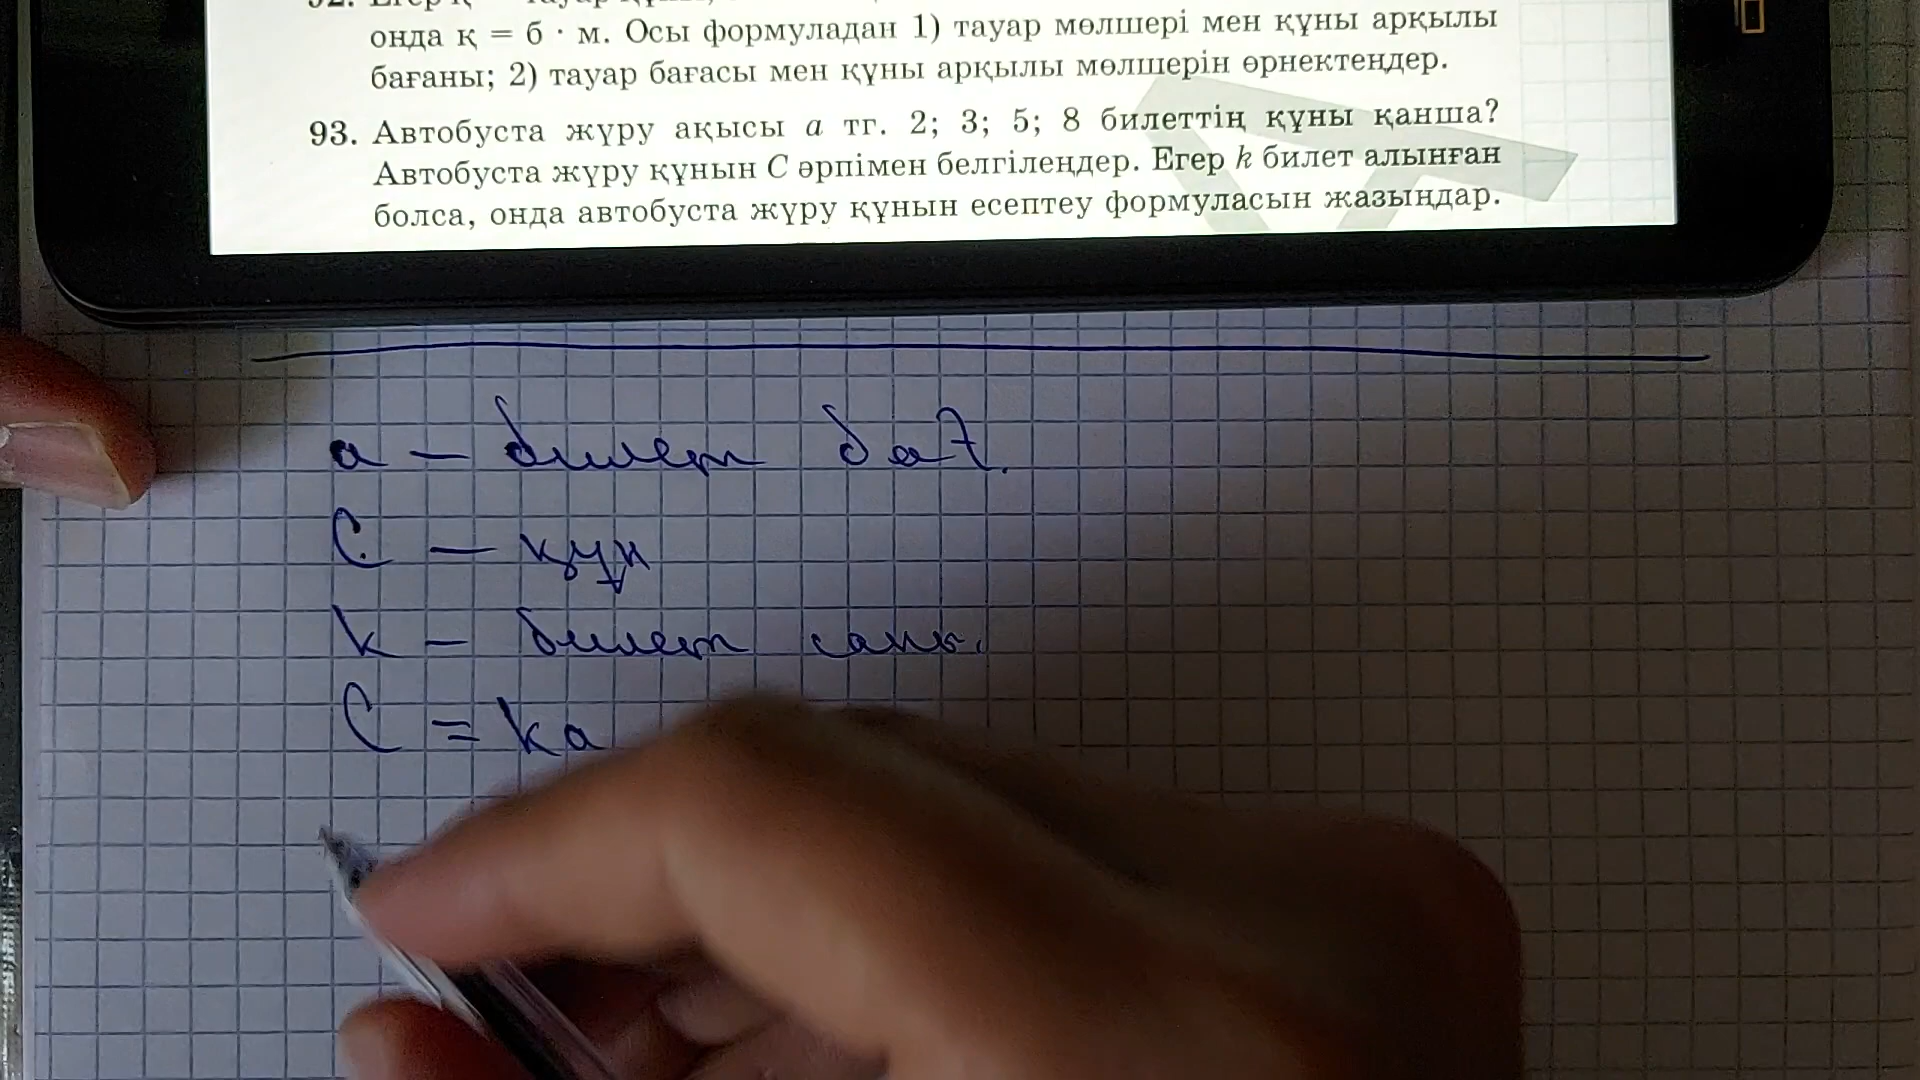 онда қ = б · м. Осы формуладан 1) тауар мөлшері мен құны арқылы
бағаны; 2) тауар бағасы мен құны арқылы мөлшерін өрнектеңдер.
93. Автобуста жүру ақысы a тг. 2; 3; 5; 8 билеттің құны қанша?
Автобуста жүру құнын C әрпімен белгілеңдер. Егер k билет алынған
болса, онда автобуста жүру құнын есептеу формуласын жазыңдар.
a — билет бағ.
C — құн
k — билет саны.
C = ka